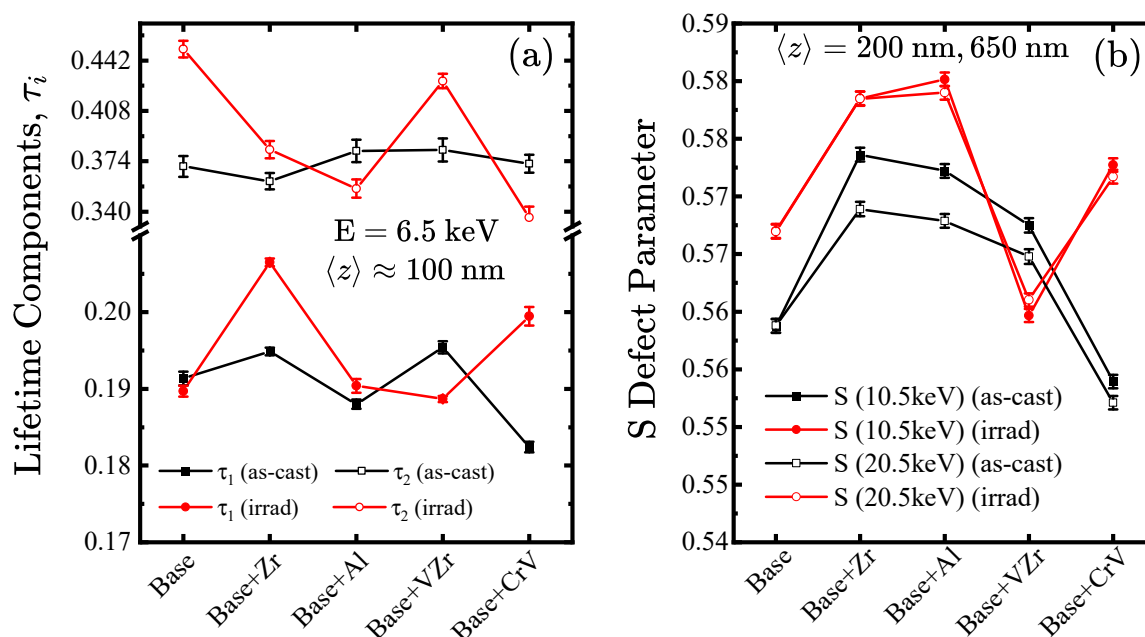 Lifetime Components, τi
0.442
0.408
0.374
0.340
0.20
0.19
0.18
0.17
(a)
E = 6.5 keV
⟨z⟩ ≈ 100 nm
τ1 (as-cast)
τ2 (as-cast)
τ1 (irrad)
τ2 (irrad)
Base
Base+Zr
Base+Al
Base+VZr
Base+CrV
S Defect Parameter
0.59
0.58
0.58
0.57
0.57
0.56
0.56
0.55
0.55
0.54
⟨z⟩ = 200 nm, 650 nm
(b)
S (10.5keV) (as-cast)
S (10.5keV) (irrad)
S (20.5keV) (as-cast)
S (20.5keV) (irrad)
Base
Base+Zr
Base+Al
Base+VZr
Base+CrV